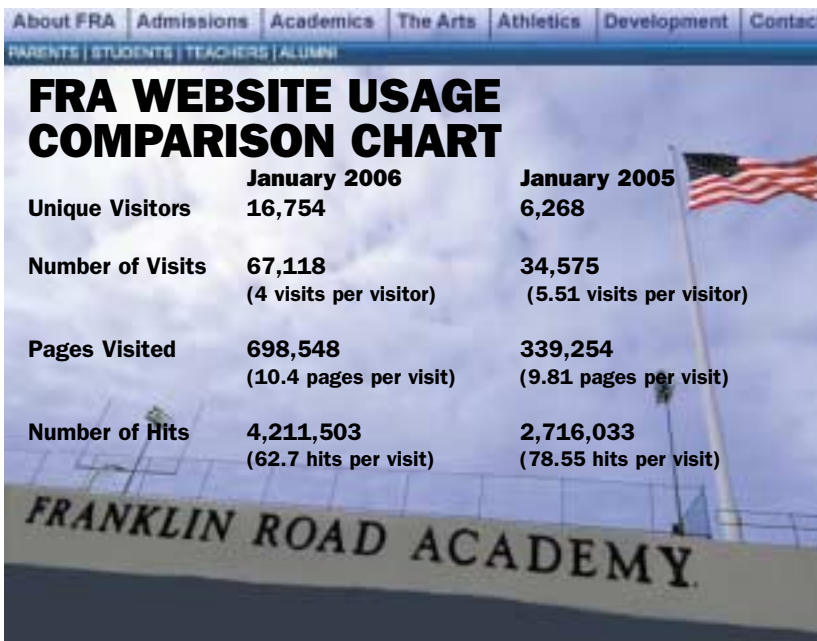 About FRA Admissions Academics The Arts Athletics Development Contac
PARENTS | STUDENTS | TEACHERS | ALUMNI
FRA WEBSITE USAGE
COMPARISON CHART
January 2006 January 2005
Unique Visitors 16,754 6,268
Number of Visits 67,118 34,575
(4 visits per visitor) (5.51 visits per visitor)
Pages Visited 698,548 339,254
(10.4 pages per visit) (9.81 pages per visit)
Number of Hits 4,211,503 2,716,033
(62.7 hits per visit) (78.55 hits per visit)
FRANKLIN ROAD ACADEMY